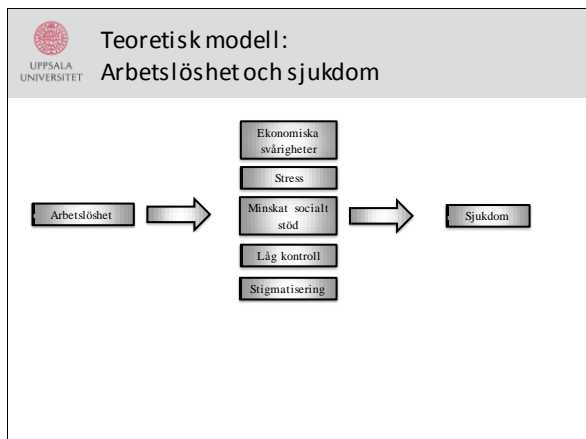 UPPSALA
UNIVERSITET
Teoretisk modell:
Arbetslöshet och sjukdom
Ekonomiska
svårigheter
Stress
Arbetslöshet
Minskat socialt
stöd
Sjukdom
Låg kontroll
Stigmatisering